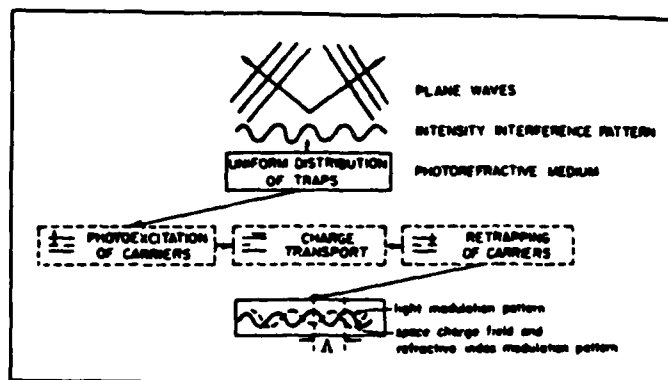 PLANE WAVES
INTENSITY INTERFERENCE PATTERN
UNIFORM DISTRIBUTION
OF TRAPS
PHOTOREFRACTIVE MEDIUM
PHOTOEXCITATION
OF CARRIERS
CHARGE
TRANSPORT
RETRAPPING
OF CARRIERS
light modulation pattern
space charge field and
refractive index modulation pattern
Λ